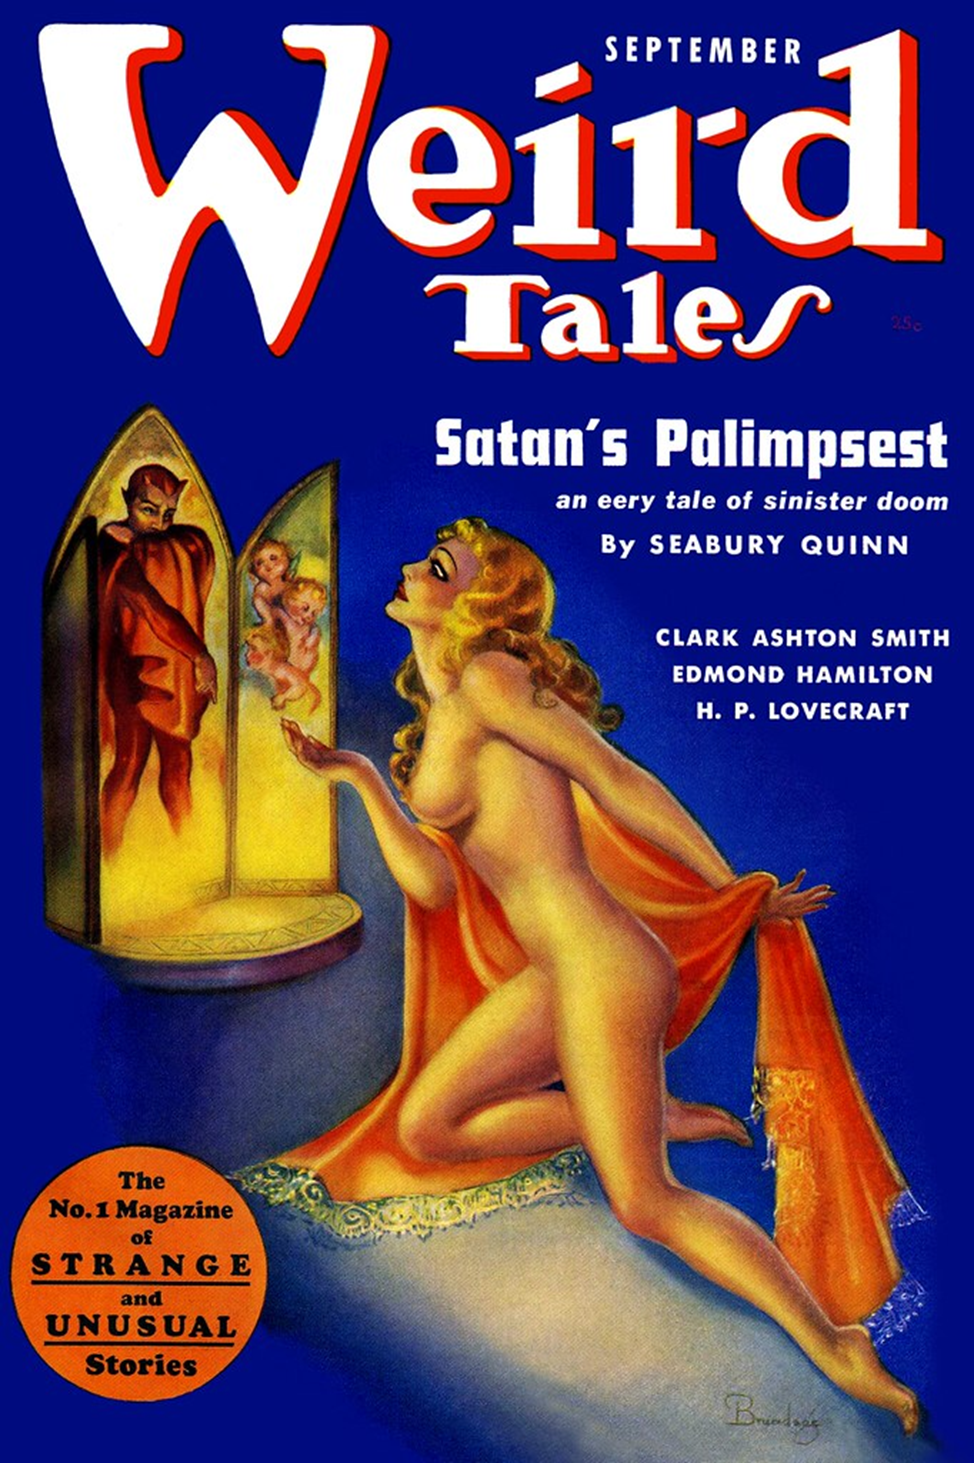 SEPTEMBER
Weird
Tales
25c
Satan's Palimpsest
an eery tale of sinister doom
By SEABURY QUINN
CLARK ASHTON SMITH
EDMOND HAMILTON
H. P. LOVECRAFT
The
No. 1 Magazine
of
STRANGE
and
UNUSUAL
Stories